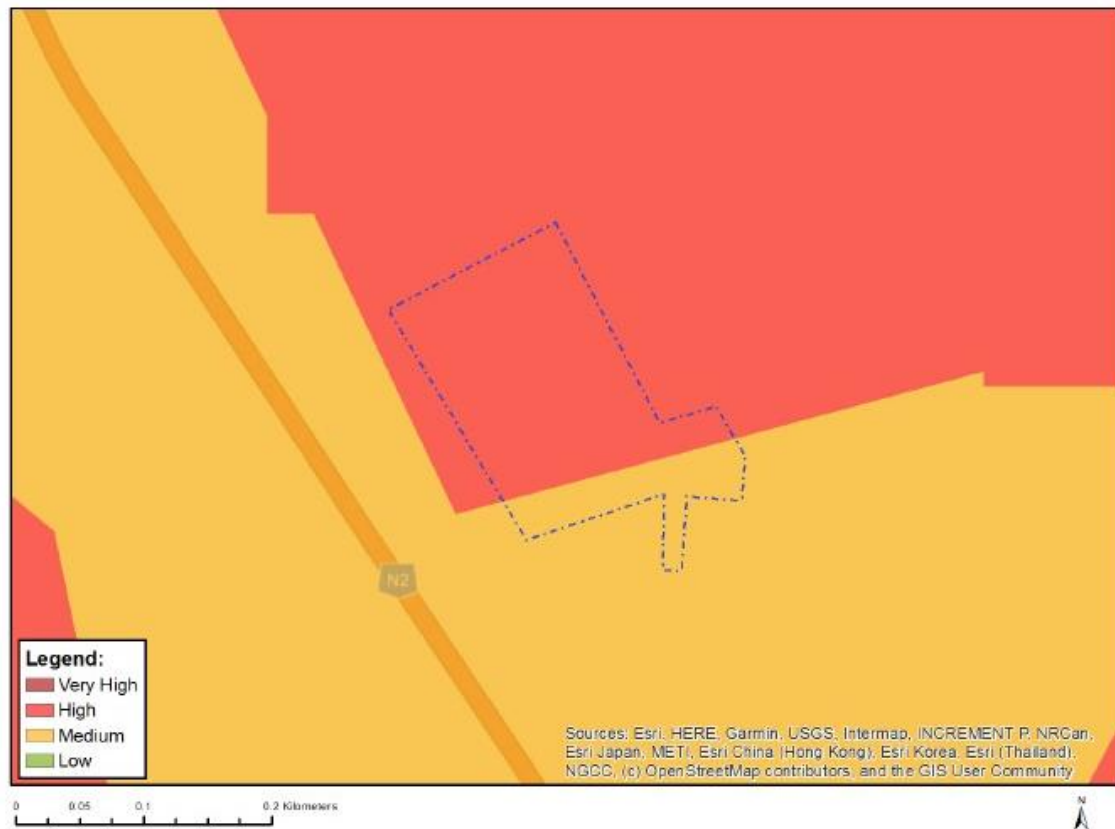 N2
Legend:
Very High
High
Medium
Low
Sources: Esri, HERE, Garmin, USGS, Intermap, INCREMENT P, NRCan,
Esri Japan, METI, Esri China (Hong Kong), Esri Korea, Esri (Thailand),
NGCC, (c) OpenStreetMap contributors, and the GIS User Community
0 0.05 0.1 0.2 Kilometers
N